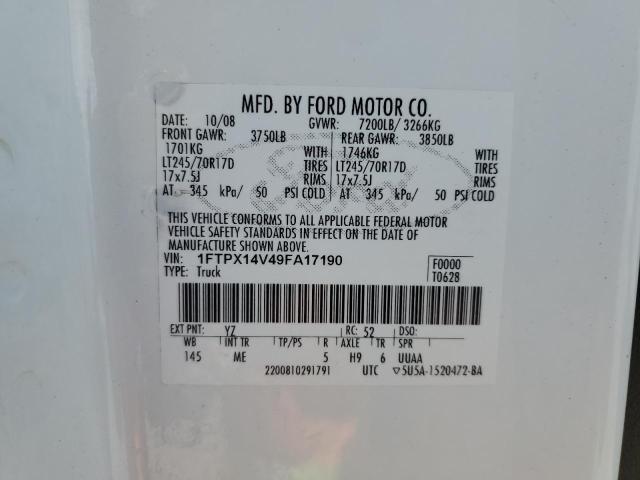 MFD. BY FORD MOTOR CO.
DATE: 10/08 GVWR: 7200LB/ 3266KG
FRONT GAWR: 3750LB REAR GAWR: 3850LB
1701KG WITH 1746KG WITH
LT245/70R17D TIRES LT245/70R17D TIRES
17x7.5J RIMS 17x7.5J RIMS
AT 345 kPa/ 50 PSI COLD AT 345 kPa/ 50 PSI COLD
THIS VEHICLE CONFORMS TO ALL APPLICABLE FEDERAL MOTOR
VEHICLE SAFETY STANDARDS IN EFFECT ON THE DATE OF
MANUFACTURE SHOWN ABOVE.
VIN: 1FTPX14V49FA17190 F0000
TYPE: Truck T0628
EXT PNT: YZ RC: 52 DSO:
WB INT TR TP/PS R AXLE TR SPR
145 ME 5 H9 6 UUAA
2200810291791 UTC ▽5U5A-1520472-BA